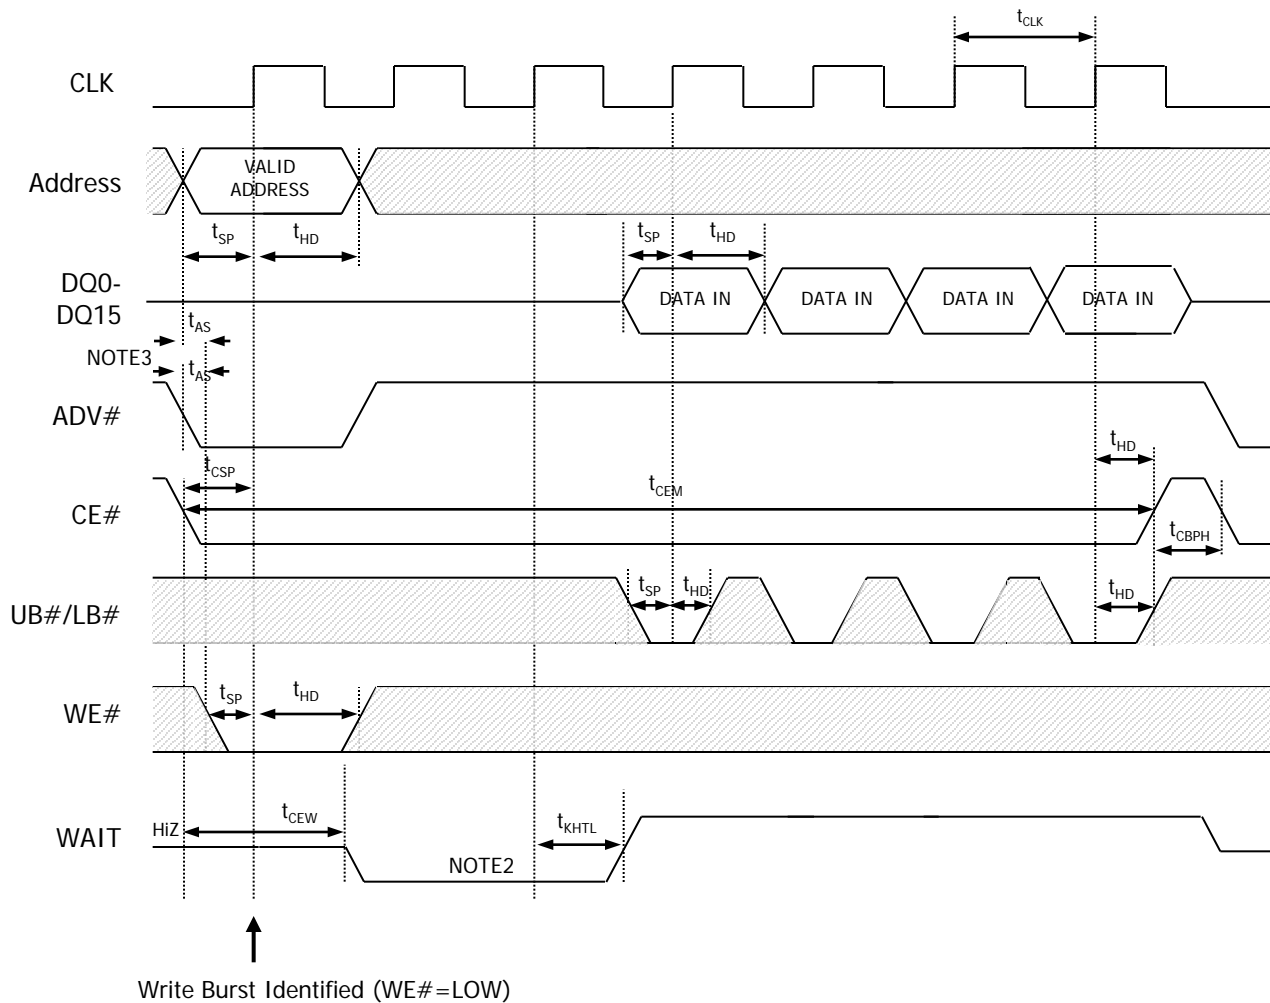 tCLK
CLK
Address
VALID
ADDRESS
tSP
tHD
tSP
tHD
DQ0-
DQ15
DATA IN
DATA IN
DATA IN
DATA IN
tAS
NOTE3
tAS
ADV#
tHD
tCSP
tCEM
CE#
tCBPH
UB#/LB#
tSP
tHD
tHD
WE#
tSP
tHD
WAIT
HiZ
tCEW
tKHTL
NOTE2
Write Burst Identified (WE#=LOW)